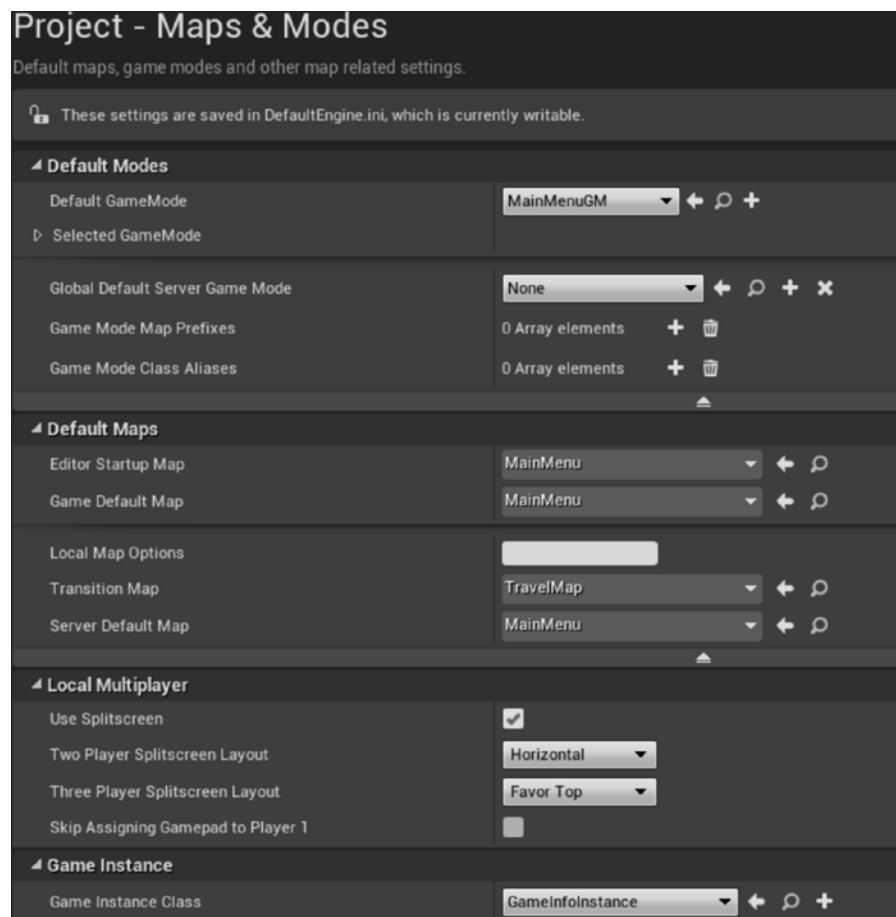 Project - Maps & Modes
Default maps, game modes and other map related settings.
These settings are saved in DefaultEngine.ini, which is currently writable.
Default Modes
Default GameMode MainMenuGM
Selected GameMode
Global Default Server Game Mode None
Game Mode Map Prefixes 0 Array elements
Game Mode Class Aliases 0 Array elements
Default Maps
Editor Startup Map MainMenu
Game Default Map MainMenu
Local Map Options
Transition Map TravelMap
Server Default Map MainMenu
Local Multiplayer
Use Splitscreen
Two Player Splitscreen Layout Horizontal
Three Player Splitscreen Layout Favor Top
Skip Assigning Gamepad to Player 1
Game Instance
Game Instance Class GameInfoInstance